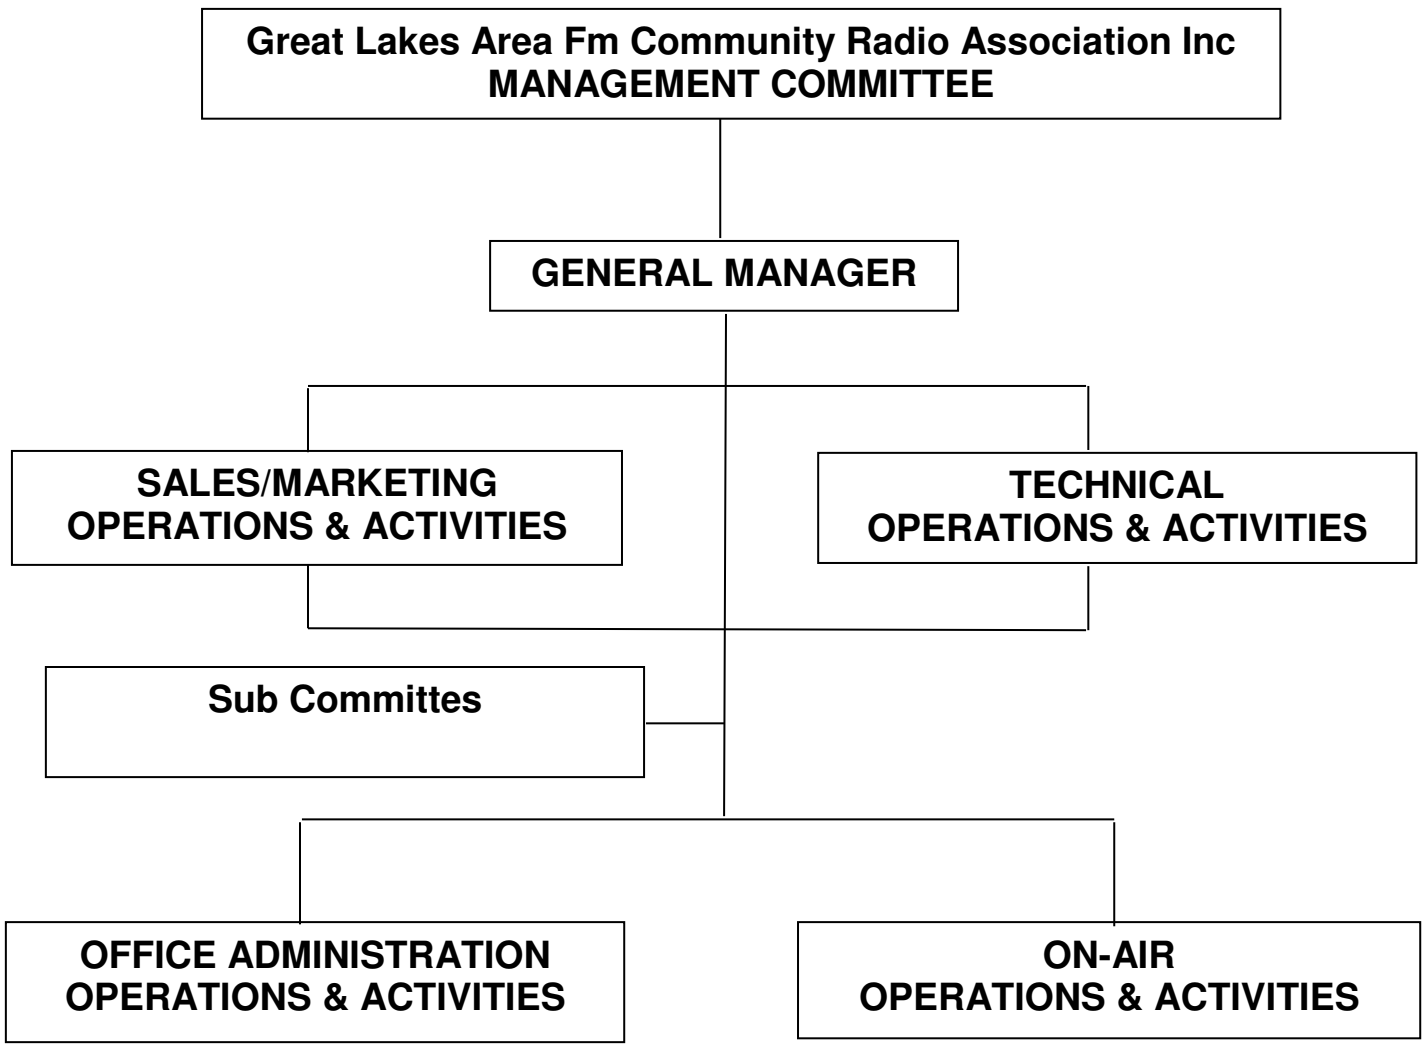 Great Lakes Area Fm Community Radio Association Inc
MANAGEMENT COMMITTEE
GENERAL MANAGER
SALES/MARKETING
OPERATIONS & ACTIVITIES
TECHNICAL
OPERATIONS & ACTIVITIES
Sub Committes
OFFICE ADMINISTRATION
OPERATIONS & ACTIVITIES
ON-AIR
OPERATIONS & ACTIVITIES